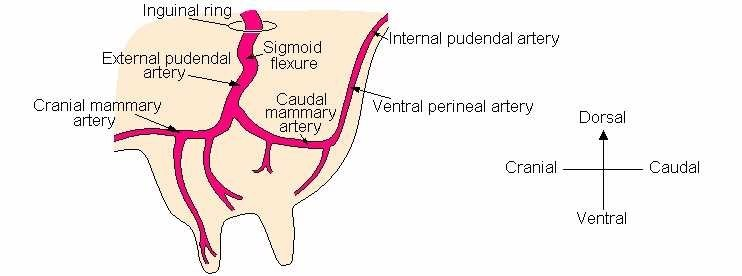 Inguinal ring
Sigmoid
flexure
Internal pudendal artery
External pudendal
artery
Cranial mammary
artery
Caudal
mammary
artery
Ventral perineal artery
Dorsal
Cranial
Caudal
Ventral